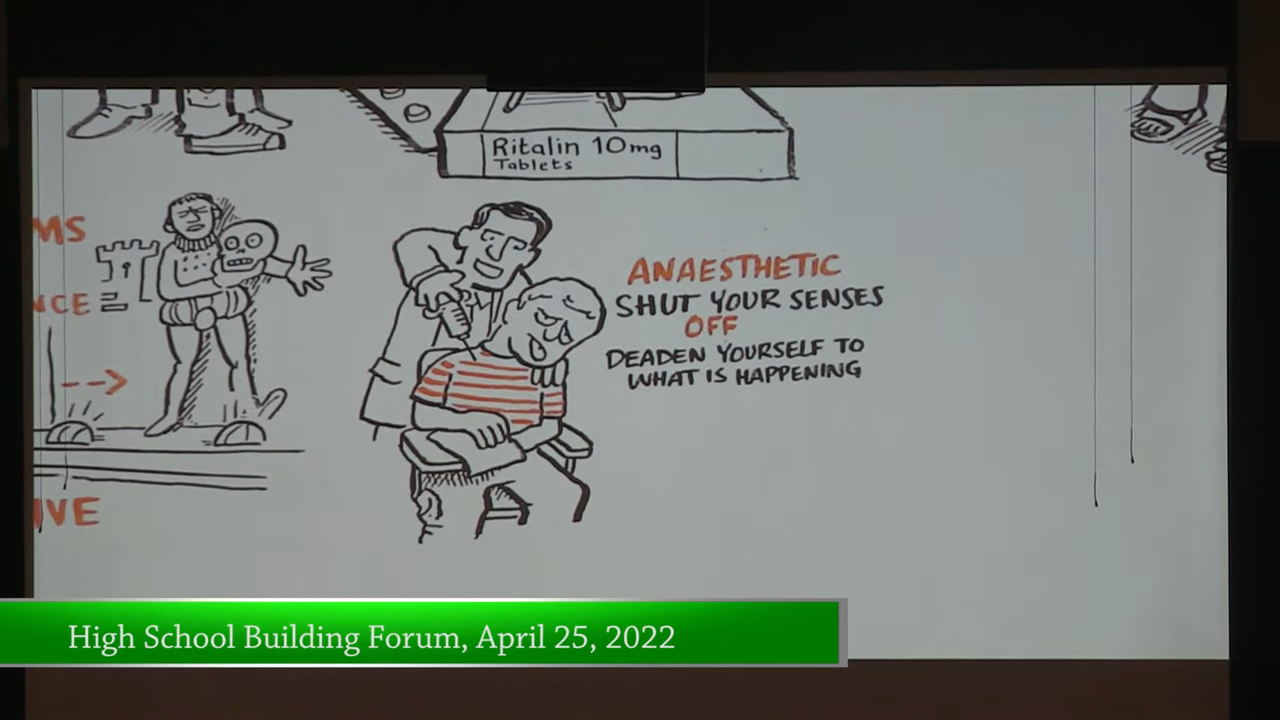 Ritalin 10mg
Tablets
MS
NCE
ANAESTHETIC
SHUT YOUR SENSES
OFF
DEADEN YOURSELF TO
WHAT IS HAPPENING
IVE
High School Building Forum, April 25, 2022